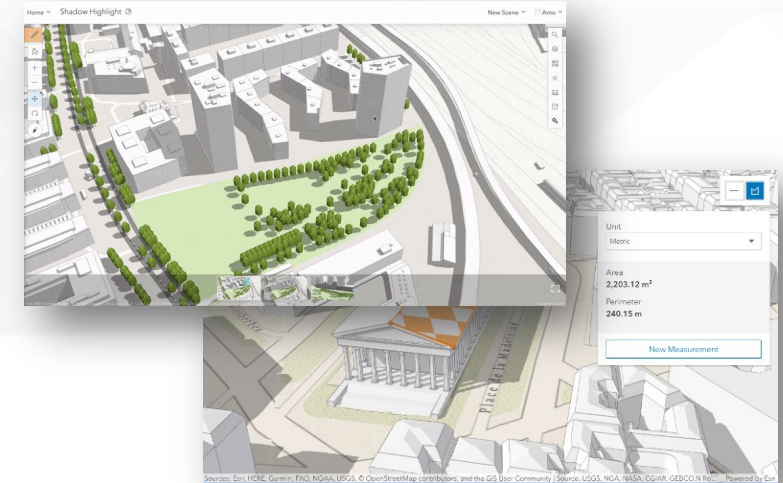 Home
Shadow Highlight
New Scene
Arno
Unit
Metric
Area
2,203.12 m²
Perimeter
240.15 m
New Measurement
Place de la Madeleine
Sources: Esri, HERE, Garmin, FAO, NOAA, USGS, © OpenStreetMap contributors, and the GIS User Community | Source: USGS, NGA, NASA, CGIAR, GEBCO, N Ro... Powered by Esri